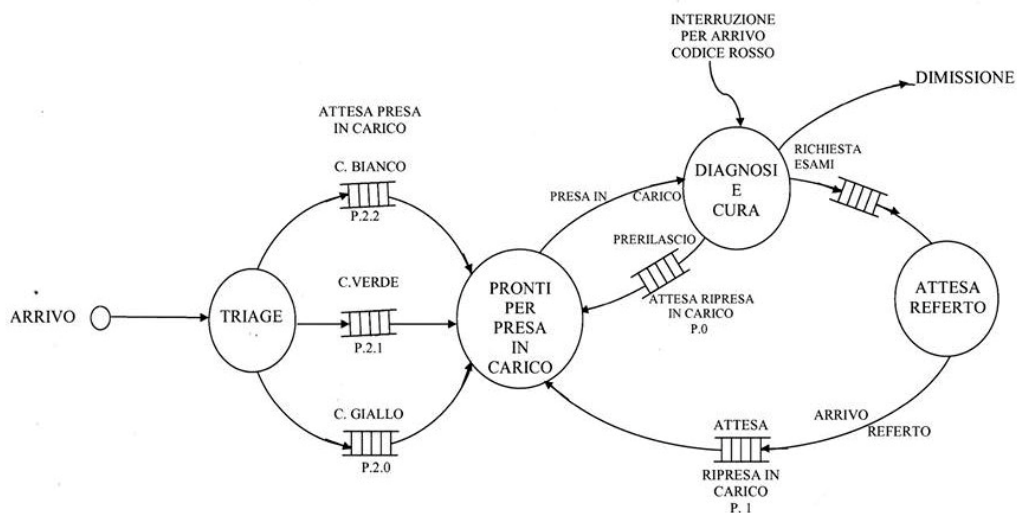 INTERRUZIONE
PER ARRIVO
CODICE ROSSO
DIMISSIONE
ATTESA PRESA
IN CARICO
C. BIANCO
P.2.2
RICHIESTA
ESAMI
DIAGNOSI
E
CURA
PRESA IN CARICO
PRERILASCIO
ATTESA RIPRESA
IN CARICO
P.0
C.VERDE
P.2.1
ARRIVO
TRIAGE
PRONTI
PER
PRESA
IN
CARICO
ATTESA
REFERTO
C. GIALLO
P.2.0
ARRIVO
REFERTO
ATTESA
RIPRESA IN
CARICO
P. 1